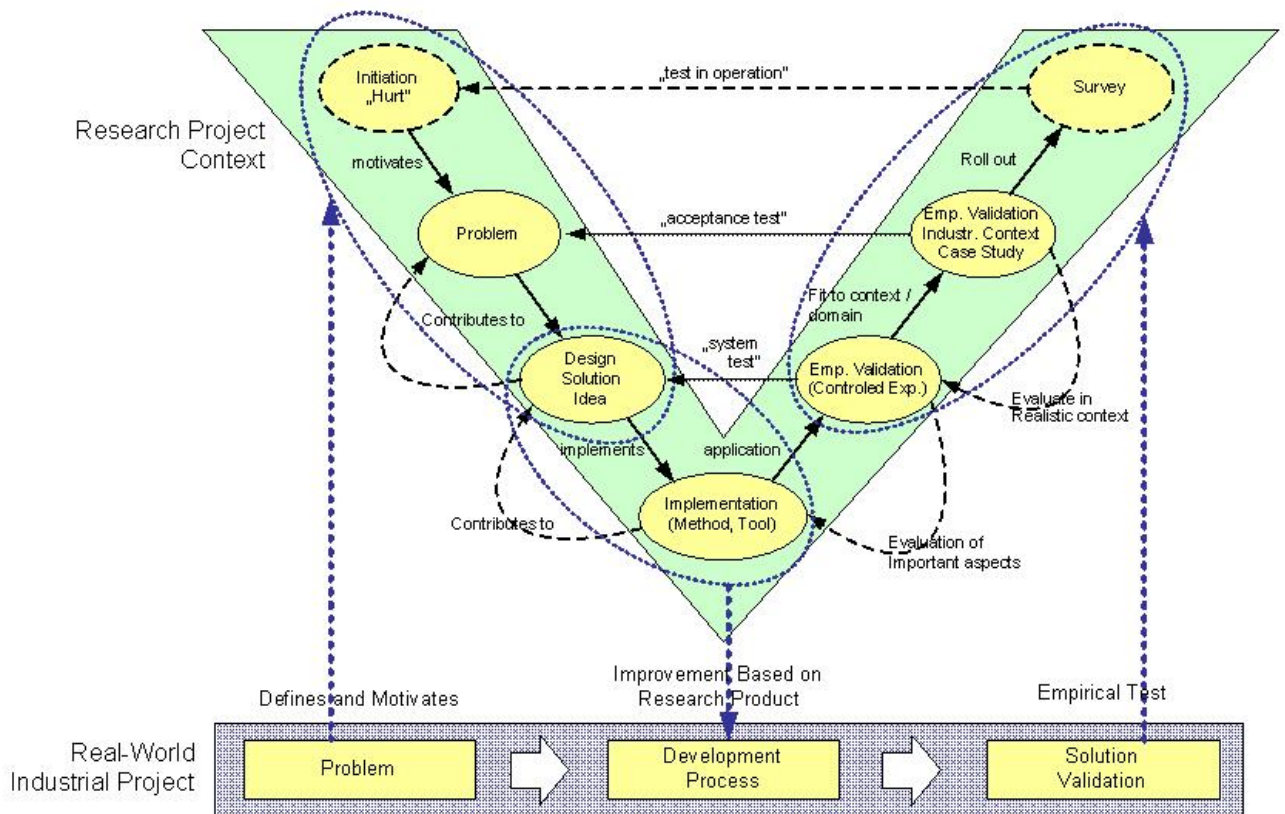 Initiation
„Hurt"
„test in operation"
Survey
Research Project
Context
motivates
Roll out
Problem
„acceptance test"
Emp. Validation
Industr. Context
Case Study
Contributes to
Fit to context /
domain
Design
Solution
Idea
„system
test"
Emp. Validation
(Controled Exp.)
Evaluate in
Realistic context
implements
application
Implementation
(Method, Tool)
Contributes to
Evaluation of
Important aspects
Defines and Motivates
Improvement Based on
Research Product
Empirical Test
Real-World
Industrial Project
Problem
Development
Process
Solution
Validation